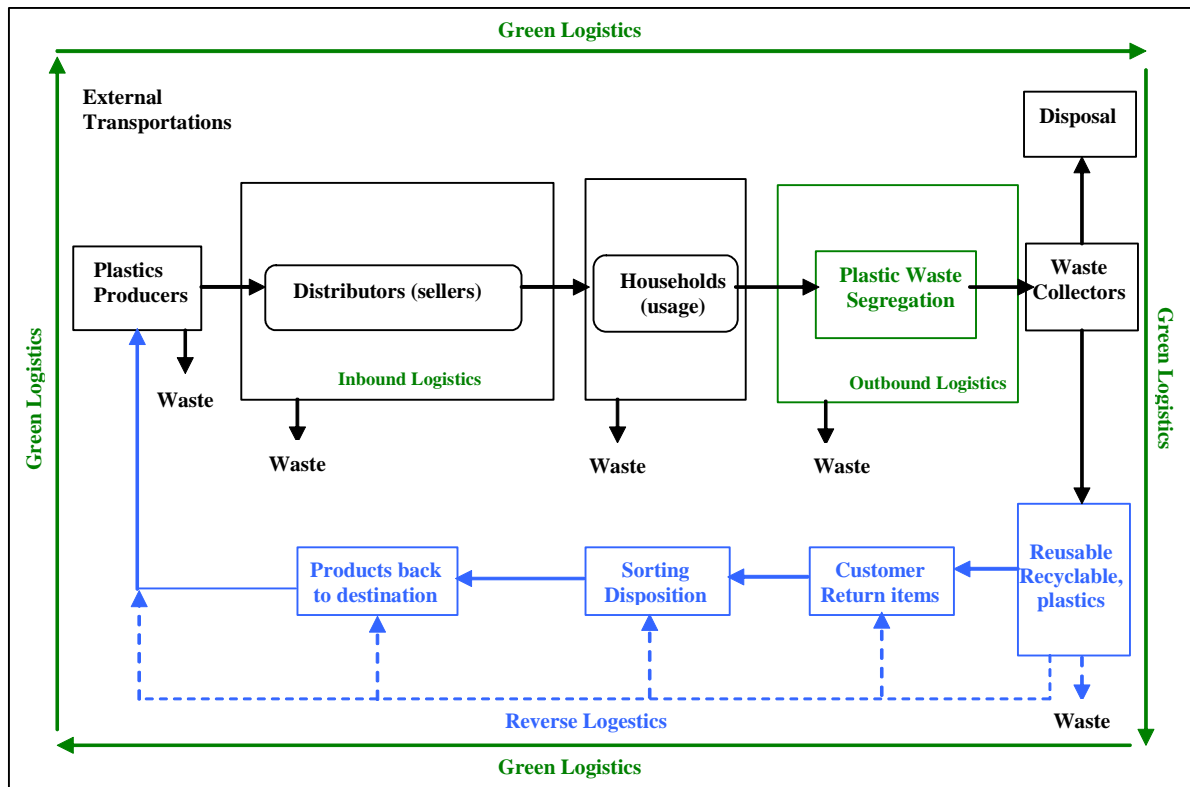 Green Logistics
External
Transportations
Disposal
Plastics
Producers
Distributors (sellers)
Households
(usage)
Plastic Waste
Segregation
Waste
Collectors
Inbound Logistics
Outbound Logistics
Green Logistics
Green Logistics
Waste
Waste
Waste
Waste
Products back
to destination
Sorting
Disposition
Customer
Return items
Reusable
Recyclable,
plastics
Reverse Logestics
Waste
Green Logistics